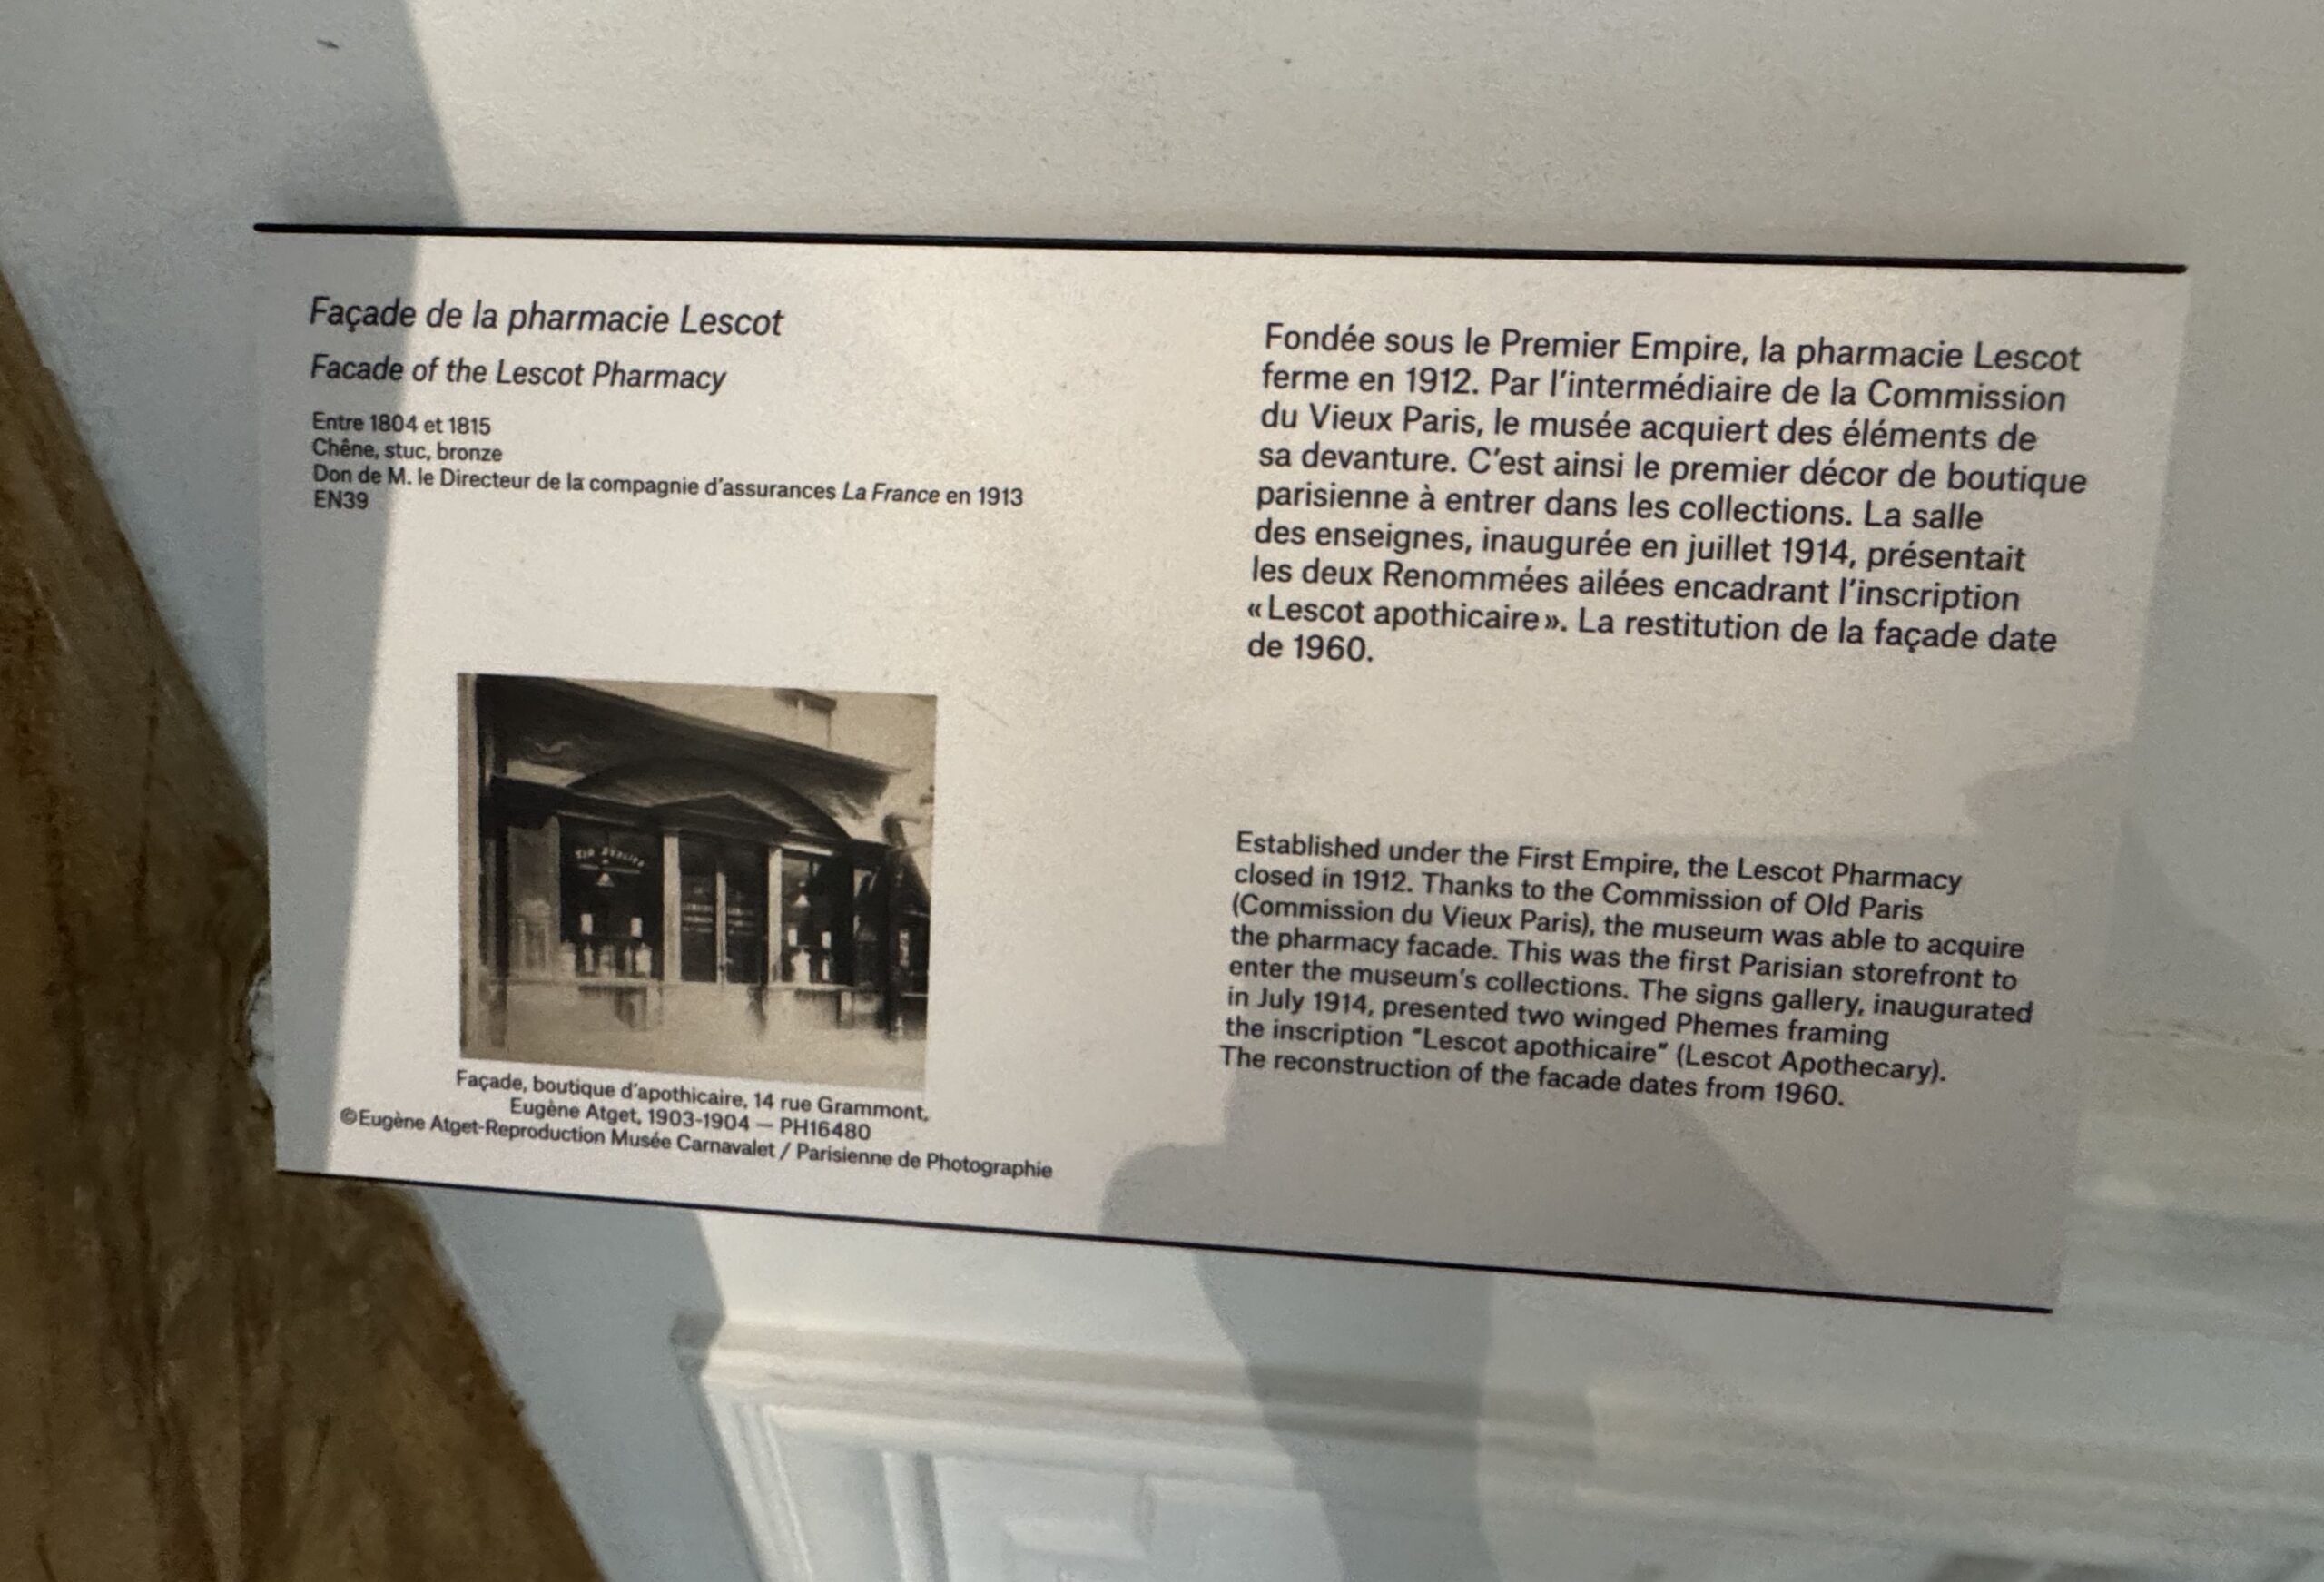 Façade de la pharmacie Lescot
Facade of the Lescot Pharmacy
Entre 1804 et 1815
Chêne, stuc, bronze
Don de M. le Directeur de la compagnie d'assurances La France en 1913
EN39
Façade, boutique d'apothicaire, 14 rue Grammont,
Eugène Atget, 1903-1904 — PH16480
©Eugène Atget-Reproduction Musée Carnavalet / Parisienne de Photographie
Fondée sous le Premier Empire, la pharmacie Lescot
ferme en 1912. Par l'intermédiaire de la Commission
du Vieux Paris, le musée acquiert des éléments de
sa devanture. C'est ainsi le premier décor de boutique
parisienne à entrer dans les collections. La salle
des enseignes, inaugurée en juillet 1914, présentait
les deux Renommées ailées encadrant l'inscription
«Lescot apothicaire». La restitution de la façade date
de 1960.
Established under the First Empire, the Lescot Pharmacy
closed in 1912. Thanks to the Commission of Old Paris
(Commission du Vieux Paris), the museum was able to acquire
the pharmacy facade. This was the first Parisian storefront to
enter the museum's collections. The signs gallery, inaugurated
in July 1914, presented two winged Phemes framing
the inscription "Lescot apothicaire" (Lescot Apothecary).
The reconstruction of the facade dates from 1960.